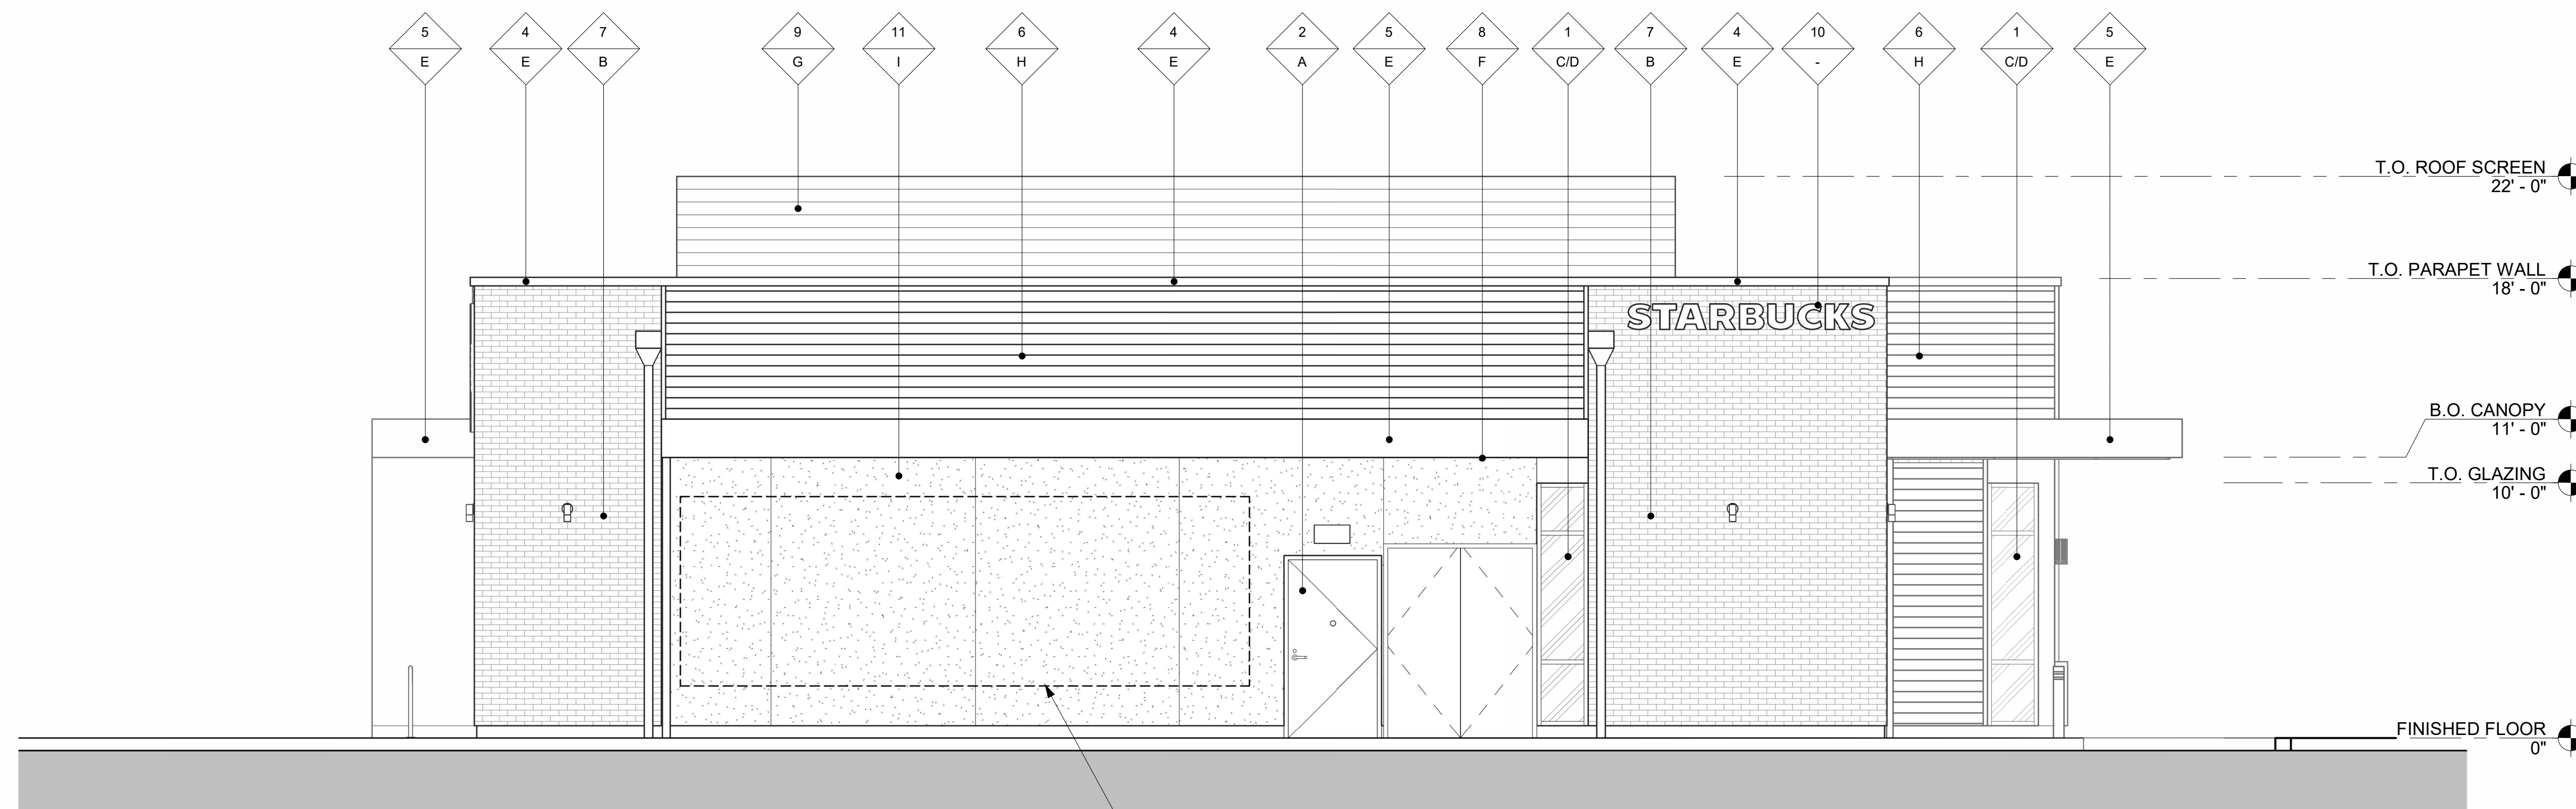 5
E
4
E
7
B
9
G
11
I
6
H
4
E
2
A
5
E
8
F
1
C/D
7
B
4
E
10
-
6
H
1
C/D
5
E
T.O. ROOF SCREEN
22' - 0"
T.O. PARAPET WALL
18' - 0"
STARBUCKS
B.O. CANOPY
11' - 0"
T.O. GLAZING
10' - 0"
FINISHED FLOOR
0"